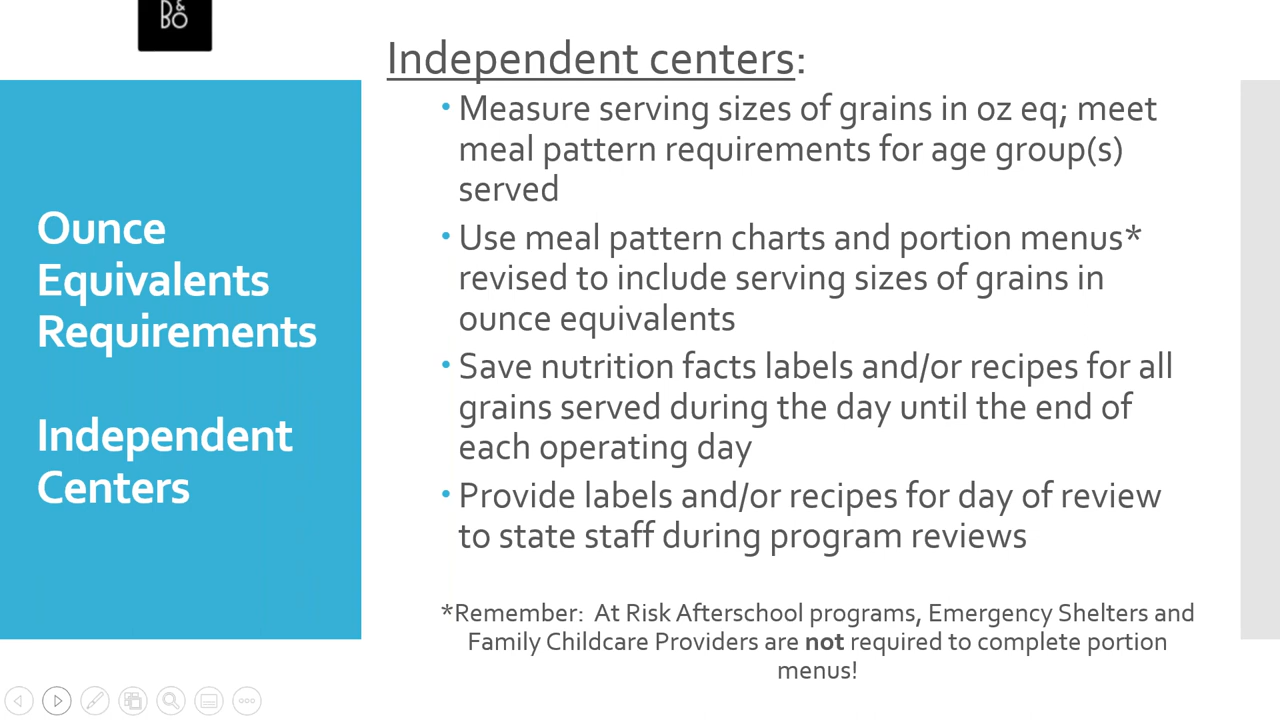 B&
BO
Independent centers:
• Measure serving sizes of grains in oz eq; meet
meal pattern requirements for age group(s)
served
• Use meal pattern charts and portion menus*
revised to include serving sizes of grains in
ounce equivalents
• Save nutrition facts labels and/or recipes for all
grains served during the day until the end of
each operating day
• Provide labels and/or recipes for day of review
to state staff during program reviews
*Remember:  At Risk Afterschool programs, Emergency Shelters and
Family Childcare Providers are not required to complete portion
menus!
Ounce
Equivalents
Requirements
Independent
Centers